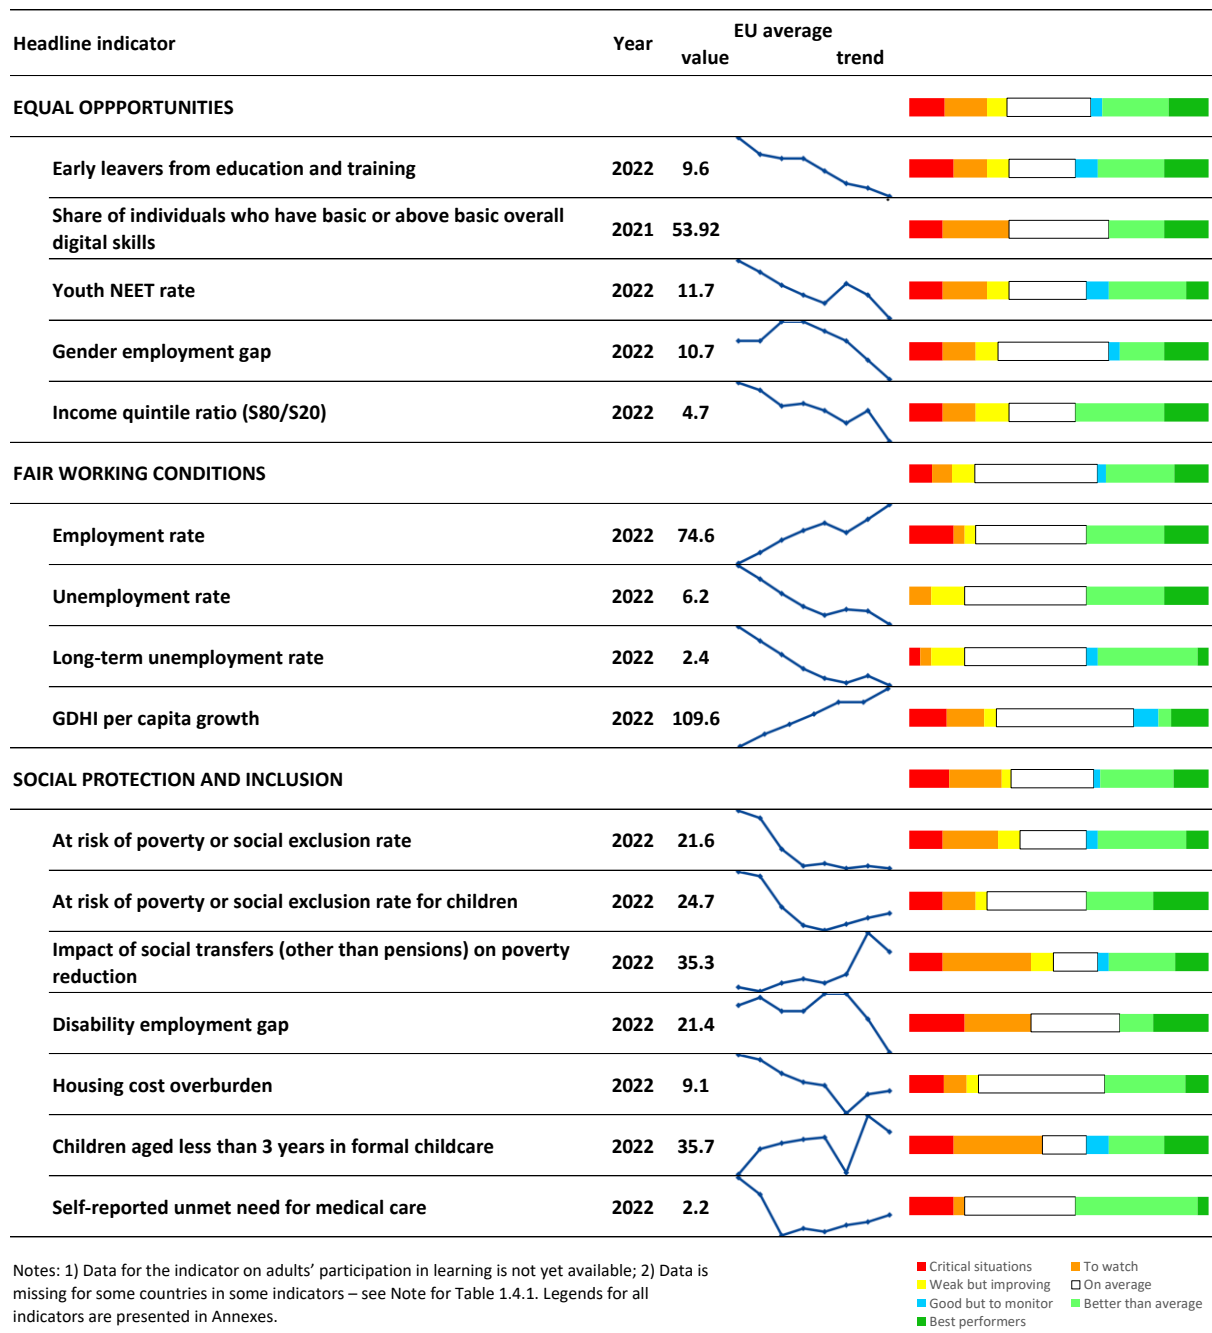 Headline indicator Year EU average
value trend
EQUAL OPPPORTUNITIES
Early leavers from education and training 2022 9.6
Share of individuals who have basic or above basic overall
digital skills 2021 53.92
Youth NEET rate 2022 11.7
Gender employment gap 2022 10.7
Income quintile ratio (S80/S20) 2022 4.7
FAIR WORKING CONDITIONS
Employment rate 2022 74.6
Unemployment rate 2022 6.2
Long-term unemployment rate 2022 2.4
GDHI per capita growth 2022 109.6
SOCIAL PROTECTION AND INCLUSION
At risk of poverty or social exclusion rate 2022 21.6
At risk of poverty or social exclusion rate for children 2022 24.7
Impact of social transfers (other than pensions) on poverty
reduction 2022 35.3
Disability employment gap 2022 21.4
Housing cost overburden 2022 9.1
Children aged less than 3 years in formal childcare 2022 35.7
Self-reported unmet need for medical care 2022 2.2
Notes: 1) Data for the indicator on adults’ participation in learning is not yet available; 2) Data is
missing for some countries in some indicators – see Note for Table 1.4.1. Legends for all
indicators are presented in Annexes.
Critical situations To watch
Weak but improving On average
Good but to monitor Better than average
Best performers